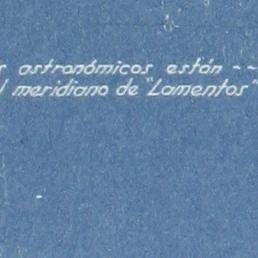 s astronómicos están ~~
l meridiano de "Lamentos"